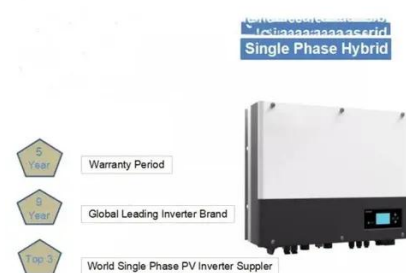 Single Phase Hybrid
5
Year
Warranty Period
9
Year
Global Leading Inverter Brand
Top 3
World Single Phase PV Inverter Suppler